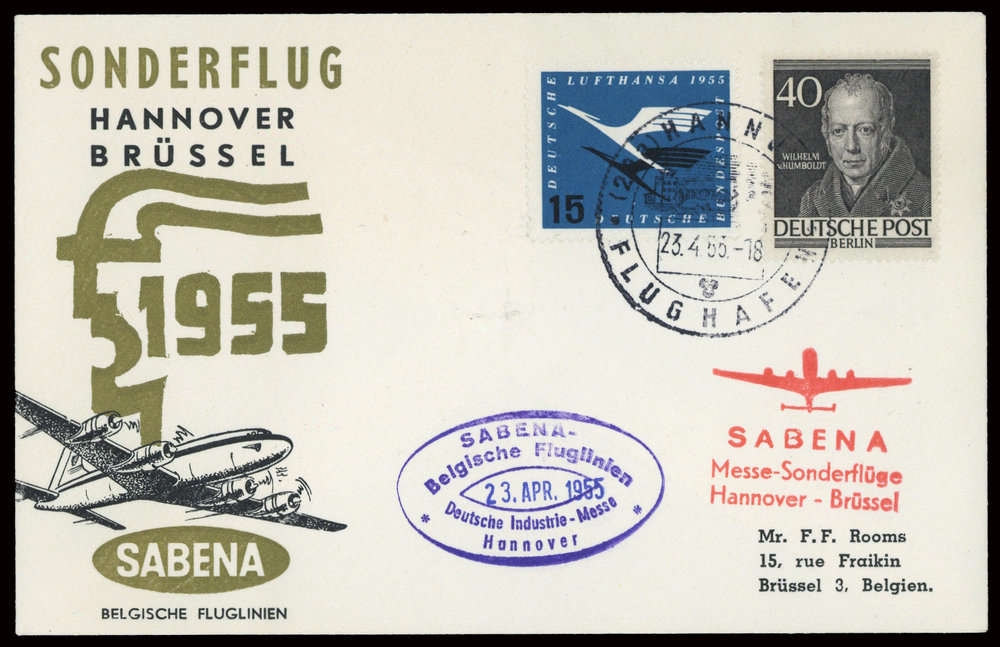 SONDERFLUG
HANNOVER
BRÜSSEL
1955
SABENA
BELGISCHE FLUGLINIEN
DEUTSCHE LUFTHANSA 1955
DEUTSCHE BUNDESPOST
15
40
WILHELM
v. HUMBOLDT
DEUTSCHE POST
BERLIN
HANN
23.4.55.-18
FLUGHAFEN
SABENA-
Belgische Fluglinien
23. APR. 1955
* Deutsche Industrie-Messe *
Hannover
SABENA
Messe-Sonderflüge
Hannover - Brüssel
Mr. F.F. Rooms
15, rue Fraikin
Brüssel 3, Belgien.